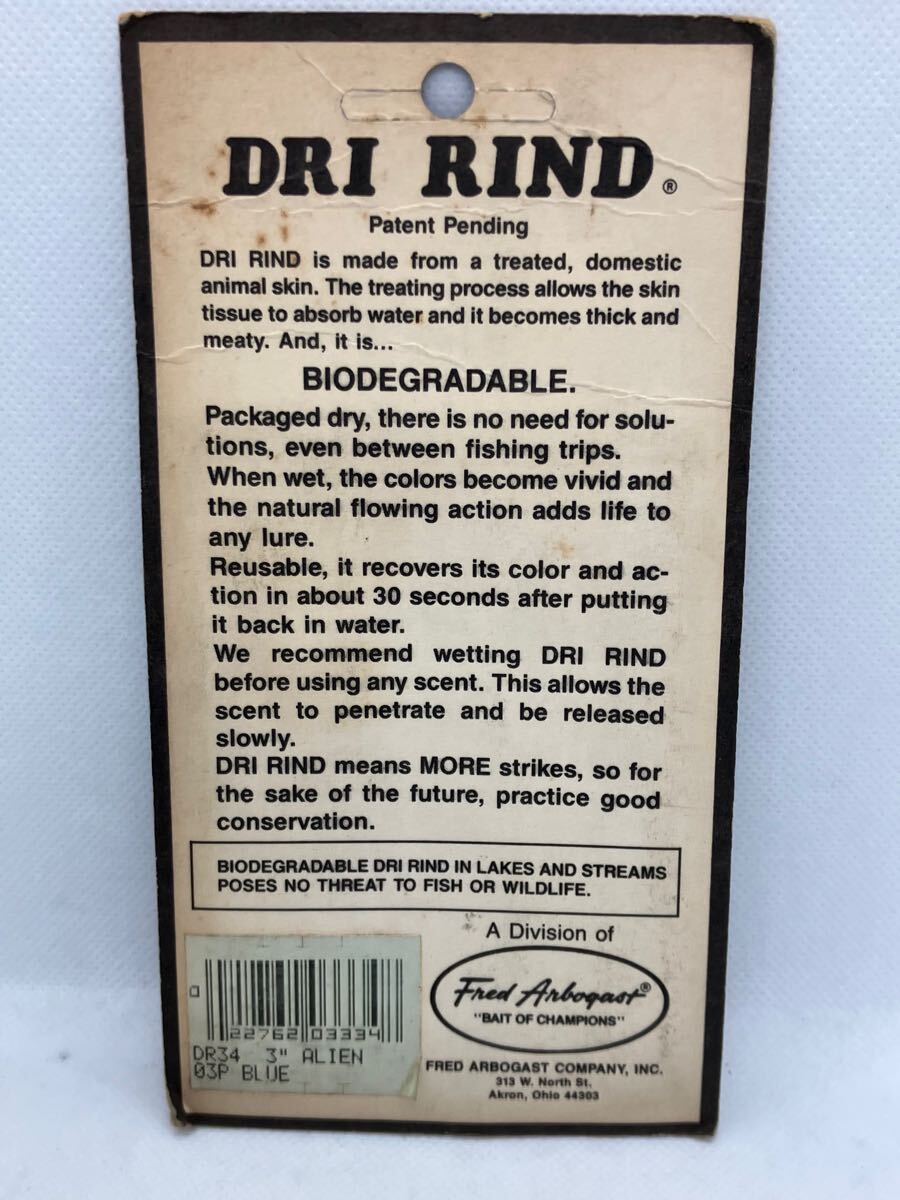 DRI RIND®
Patent Pending
DRI RIND is made from a treated, domestic
animal skin. The treating process allows the skin
tissue to absorb water and it becomes thick and
meaty. And, it is...
BIODEGRADABLE.
Packaged dry, there is no need for solu-
tions, even between fishing trips.
When wet, the colors become vivid and
the natural flowing action adds life to
any lure.
Reusable, it recovers its color and ac-
tion in about 30 seconds after putting
it back in water.
We recommend wetting DRI RIND
before using any scent. This allows the
scent to penetrate and be released
slowly.
DRI RIND means MORE strikes, so for
the sake of the future, practice good
conservation.
BIODEGRADABLE DRI RIND IN LAKES AND STREAMS
POSES NO THREAT TO FISH OR WILDLIFE.
A Division of
Fred Arbogast®
"BAIT OF CHAMPIONS"
FRED ARBOGAST COMPANY, INC.
313 W. North St.
Akron, Ohio 44303
0
22762 03334
DR34 3" ALIEN
03P BLUE